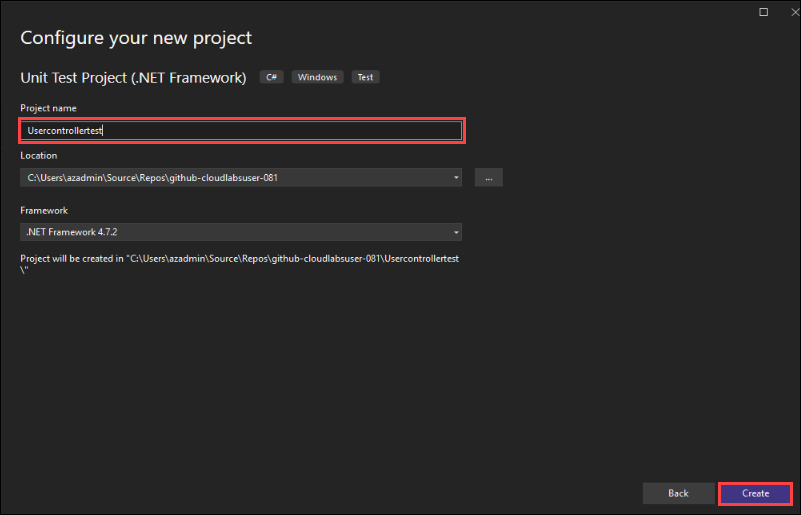 Configure your new project
Unit Test Project (.NET Framework) C# Windows Test
Project name
Usercontrollertest
Location
C:\Users\azadmin\Source\Repos\github-cloudlabsuser-081
...
Framework
.NET Framework 4.7.2
Project will be created in "C:\Users\azadmin\Source\Repos\github-cloudlabsuser-081\Usercontrollertest
\"
Back Create